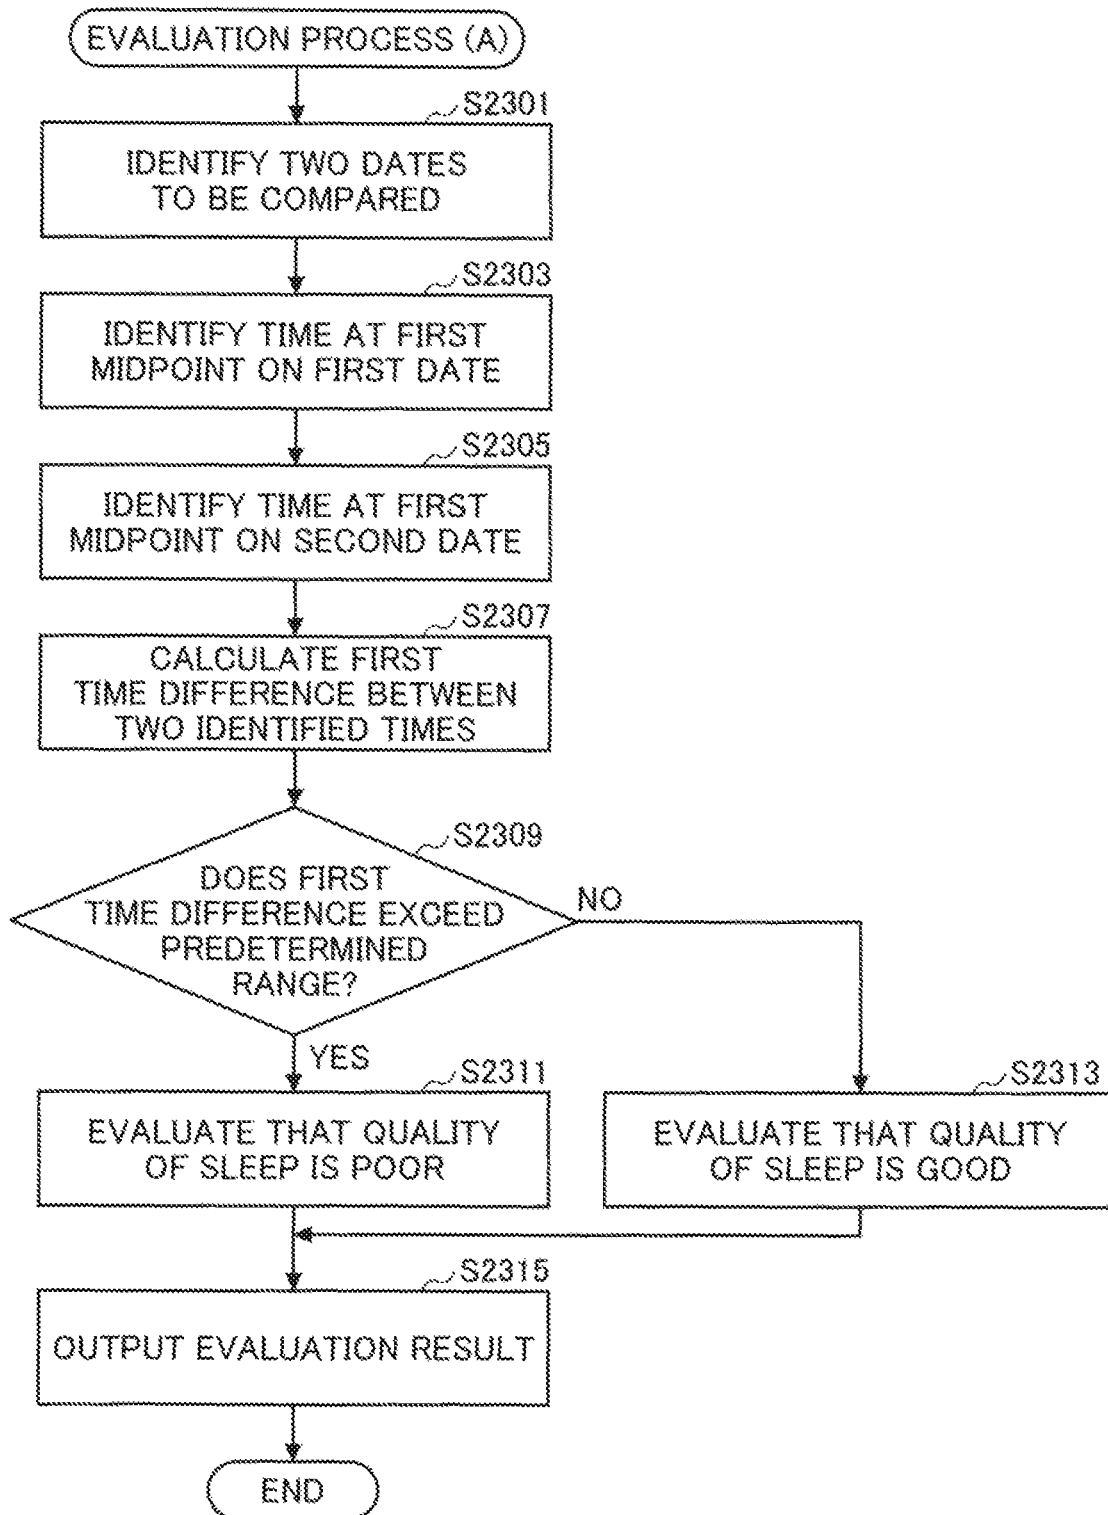 EVALUATION PROCESS (A)
S2301
IDENTIFY TWO DATES
TO BE COMPARED
S2303
IDENTIFY TIME AT FIRST
MIDPOINT ON FIRST DATE
S2305
IDENTIFY TIME AT FIRST
MIDPOINT ON SECOND DATE
S2307
CALCULATE FIRST
TIME DIFFERENCE BETWEEN
TWO IDENTIFIED TIMES
S2309
DOES FIRST
TIME DIFFERENCE EXCEED
PREDETERMINED
RANGE?
NO
YES
S2311
EVALUATE THAT QUALITY
OF SLEEP IS POOR
S2313
EVALUATE THAT QUALITY
OF SLEEP IS GOOD
S2315
OUTPUT EVALUATION RESULT
END